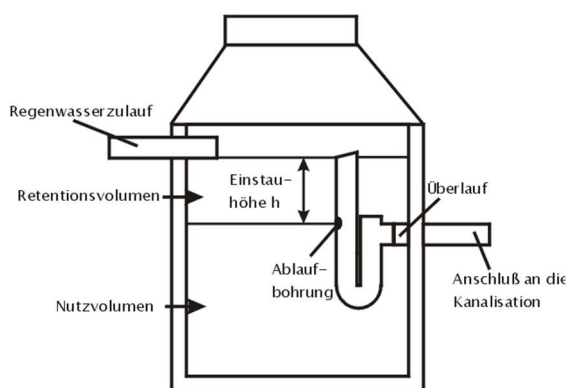 Regenwasserzulauf
Retentionsvolumen
Einstau-
höhe h
Überlauf
Ablauf-
bohrung
Anschluß an die
Kanalisation
Nutzvolumen